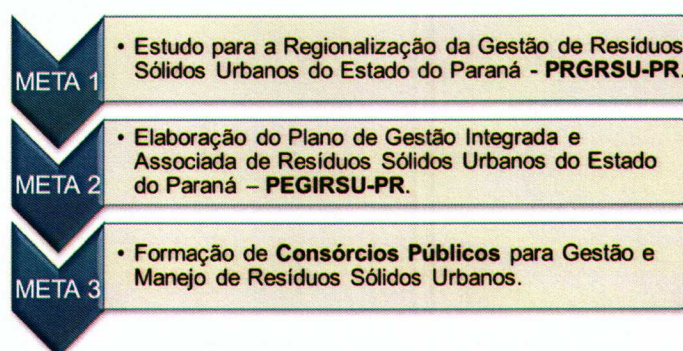 META 1
• Estudo para a Regionalização da Gestão de Resíduos
Sólidos Urbanos do Estado do Paraná - PRGRSU-PR.
META 2
• Elaboração do Plano de Gestão Integrada e
Associada de Resíduos Sólidos Urbanos do Estado
do Paraná – PEGIRSU-PR.
META 3
• Formação de Consórcios Públicos para Gestão e
Manejo de Resíduos Sólidos Urbanos.